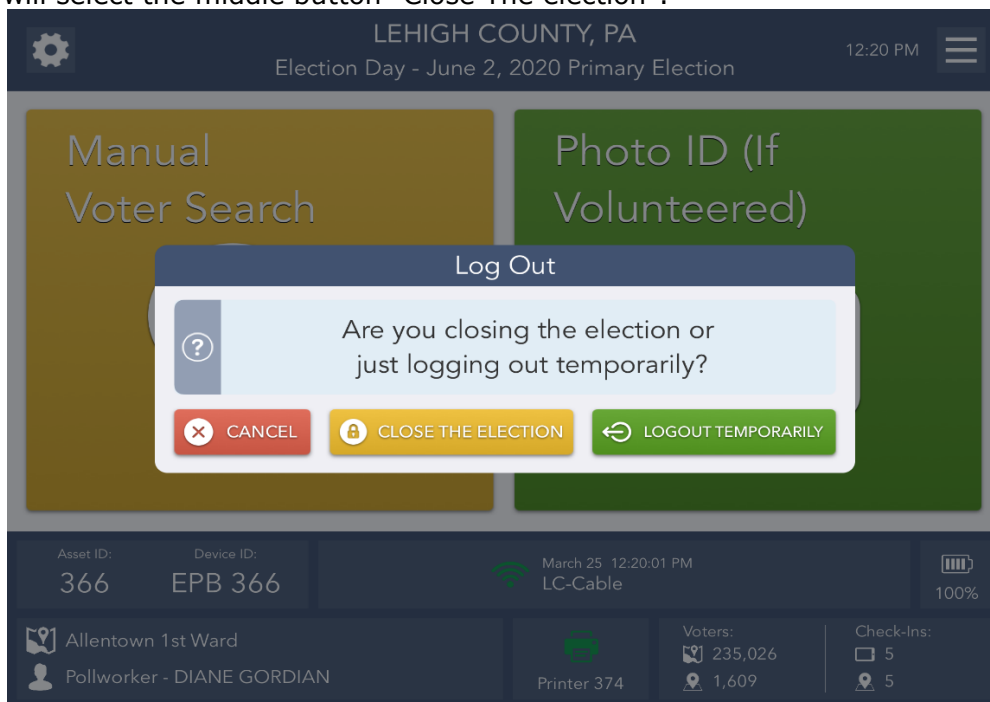 will select the middle button "Close The election".
LEHIGH COUNTY, PA
Election Day - June 2, 2020 Primary Election
12:20 PM
Manual
Voter Search
Photo ID (If
Volunteered)
Log Out
?
Are you closing the election or
just logging out temporarily?
CANCEL
CLOSE THE ELECTION
LOGOUT TEMPORARILY
Asset ID:
366
Device ID:
EPB 366
March 25 12:20:01 PM
LC-Cable
100%
Allentown 1st Ward
Pollworker - DIANE GORDIAN
Printer 374
Voters:
235,026
1,609
Check-Ins:
5
5